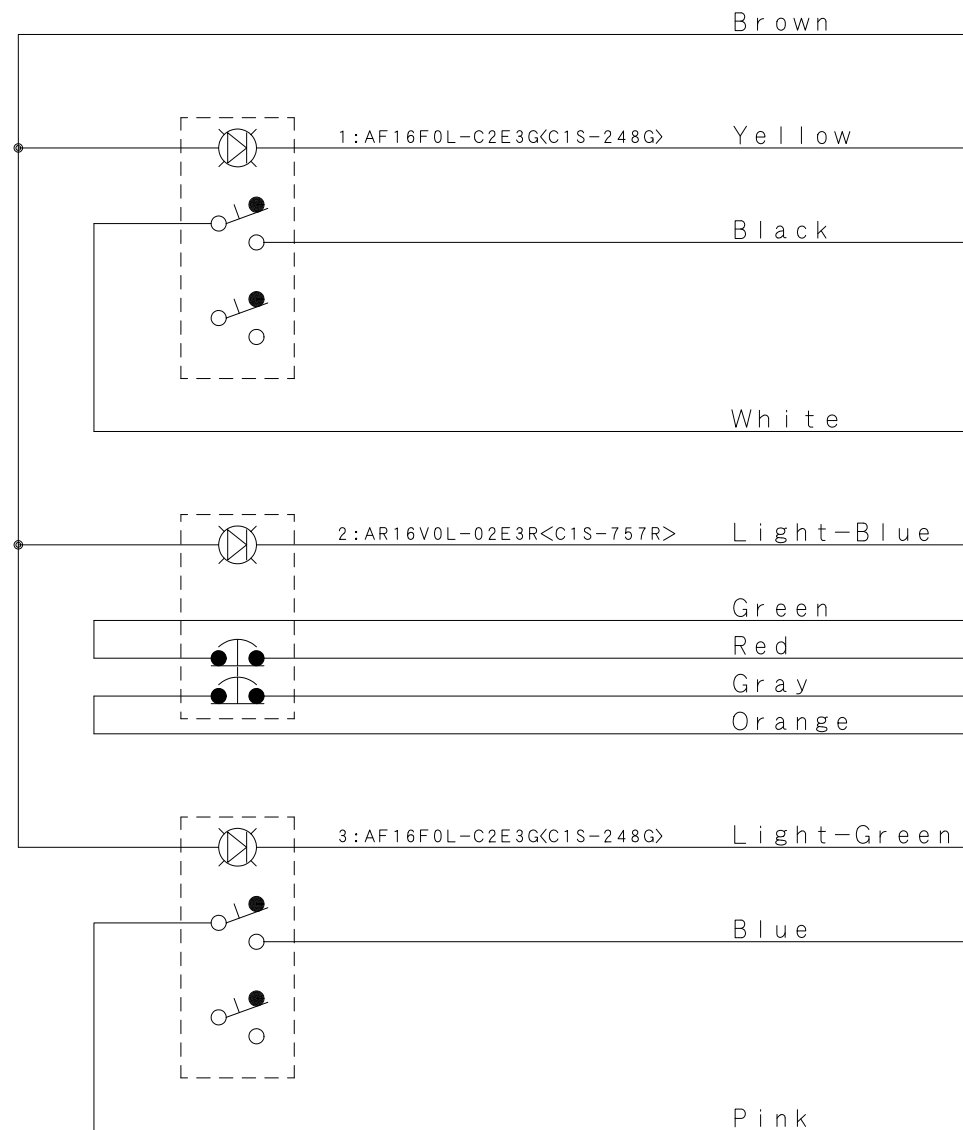 Brown
1:AF16F0L-C2E3G<C1S-248G> Yellow
Black
White
2:AR16V0L-02E3R<C1S-757R> Light-Blue
Green
Red
Gray
Orange
3:AF16F0L-C2E3G<C1S-248G> Light-Green
Blue
Pink